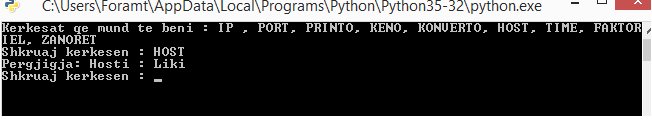 C:\Users\Foramt\AppData\Local\Programs\Python\Python35-32\python.exe
Kerkesat qe mund te beni : IP , PORT, PRINTO, KENO, KONVERTO, HOST, TIME, FAKTOR
IEL, ZANORET
Shkruaj kerkesen : HOST
Pergjigja: Hosti : Liki
Shkruaj kerkesen : _